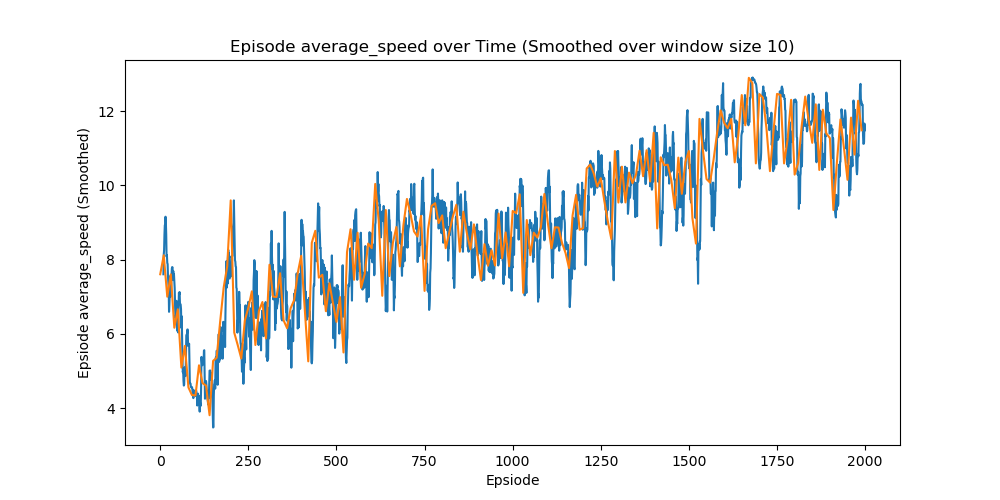 Episode average_speed over Time (Smoothed over window size 10)
Epsiode average_speed (Smoothed)
12
10
8
6
4
0 250 500 750 1000 1250 1500 1750 2000
Epsiode